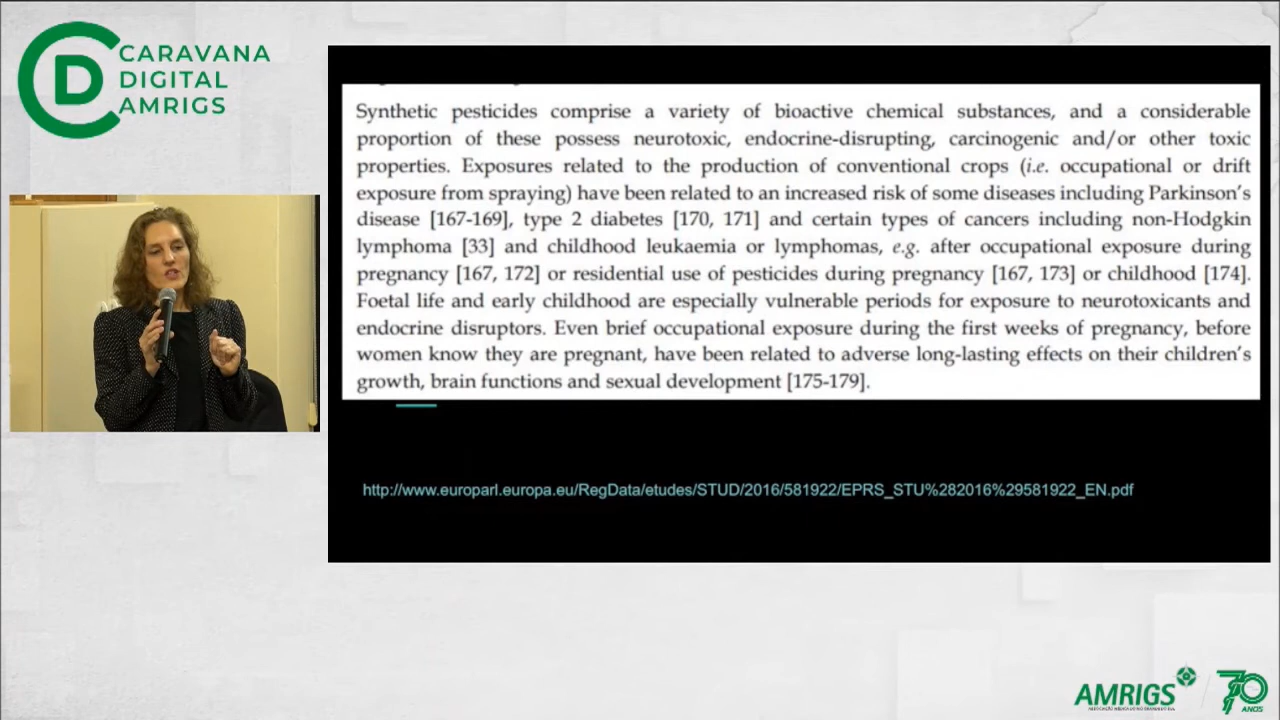 CARAVANA
DIGITAL
AMRIGS
CD
Synthetic pesticides comprise a variety of bioactive chemical substances, and a considerable
proportion of these possess neurotoxic, endocrine-disrupting, carcinogenic and/or other toxic
properties. Exposures related to the production of conventional crops (i.e. occupational or drift
exposure from spraying) have been related to an increased risk of some diseases including Parkinson's
disease [167-169], type 2 diabetes [170, 171] and certain types of cancers including non-Hodgkin
lymphoma [33] and childhood leukaemia or lymphomas, e.g. after occupational exposure during
pregnancy [167, 172] or residential use of pesticides during pregnancy [167, 173] or childhood [174].
Foetal life and early childhood are especially vulnerable periods for exposure to neurotoxicants and
endocrine disruptors. Even brief occupational exposure during the first weeks of pregnancy, before
women know they are pregnant, have been related to adverse long-lasting effects on their children's
growth, brain functions and sexual development [175-179].
http://www.europarl.europa.eu/RegData/etudes/STUD/2016/581922/EPRS_STU%282016%29581922_EN.pdf
AMRIGS
70
ANOS